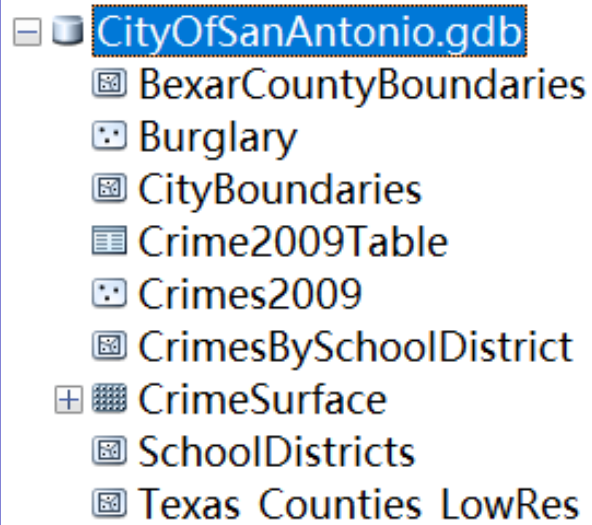 CityOfSanAntonio.gdb
BexarCountyBoundaries
Burglary
CityBoundaries
Crime2009Table
Crimes2009
CrimesBySchoolDistrict
CrimeSurface
SchoolDistricts
Texas_Counties_LowRes